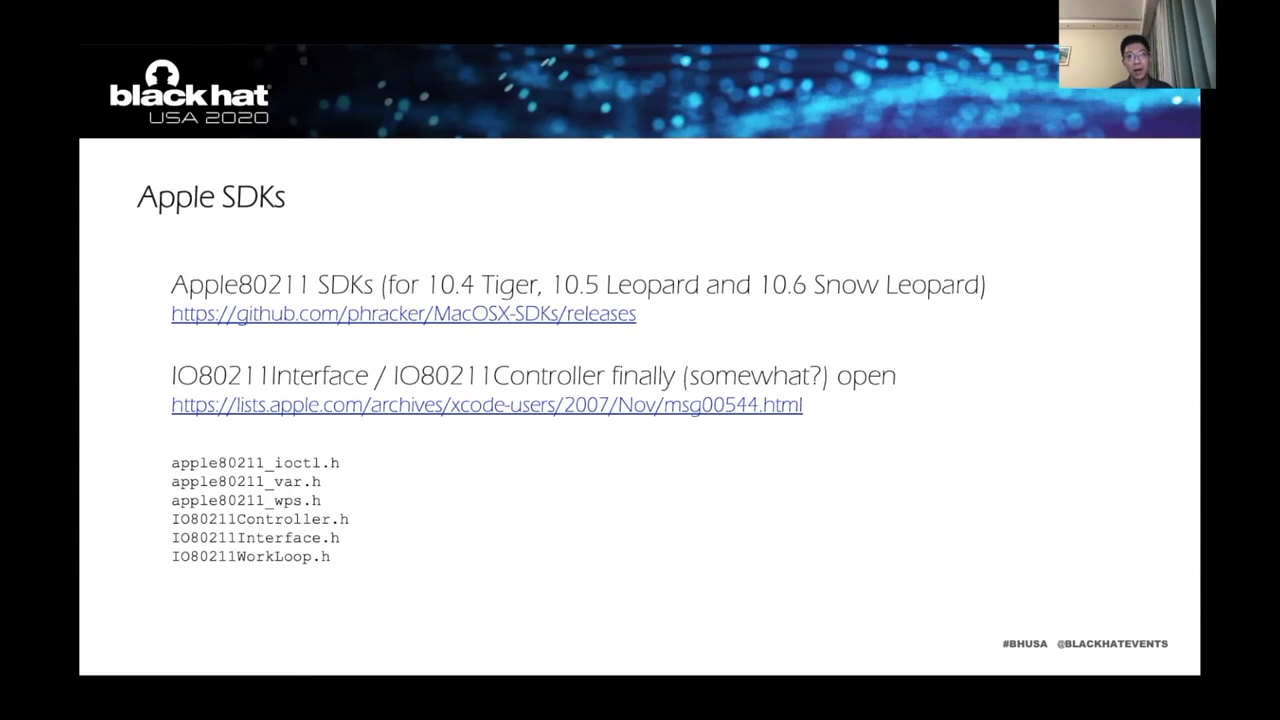 black hat
USA 2020
Apple SDKs
Apple80211 SDKs (for 10.4 Tiger, 10.5 Leopard and 10.6 Snow Leopard)
https://github.com/phracker/MacOSX-SDKs/releases
IO80211Interface / IO80211Controller finally (somewhat?) open
https://lists.apple.com/archives/xcode-users/2007/Nov/msg00544.html
apple80211_ioctl.h
apple80211_var.h
apple80211_wps.h
IO80211Controller.h
IO80211Interface.h
IO80211WorkLoop.h
#BHUSA @BLACKHATEVENTS